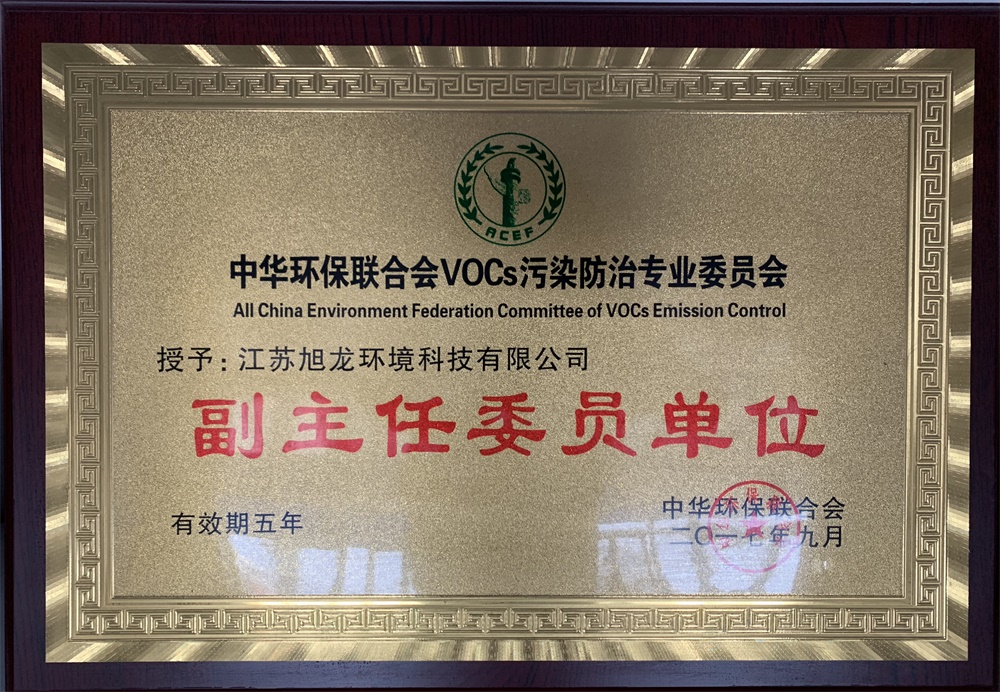 ACEF
中华环保联合会VOCs污染防治专业委员会
All China Environment Federation Committee of VOCs Emission Control
授予：江苏旭龙环境科技有限公司
副主任委员单位
有效期五年
中华环保联合会
二〇一七年九月